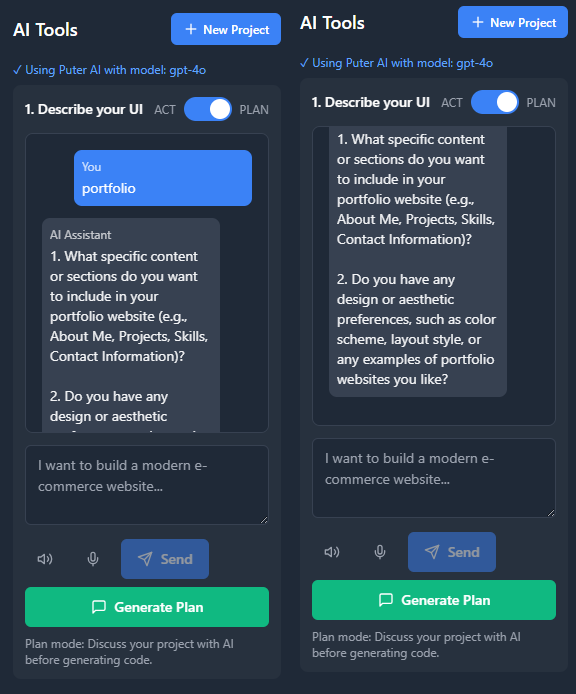 AI Tools
New Project
✓ Using Puter AI with model: gpt-4o
1. Describe your UI
ACT
PLAN
You
portfolio
AI Assistant
1. What specific content
or sections do you want
to include in your
portfolio website (e.g.,
About Me, Projects, Skills,
Contact Information)?
2. Do you have any
design or aesthetic
I want to build a modern e-
commerce website...
Send
Generate Plan
Plan mode: Discuss your project with AI
before generating code.
AI Tools
New Project
✓ Using Puter AI with model: gpt-4o
1. Describe your UI
ACT
PLAN
1. What specific content
or sections do you want
to include in your
portfolio website (e.g.,
About Me, Projects, Skills,
Contact Information)?
2. Do you have any
design or aesthetic
preferences, such as color
scheme, layout style, or
any examples of portfolio
websites you like?
I want to build a modern e-
commerce website...
Send
Generate Plan
Plan mode: Discuss your project with AI
before generating code.